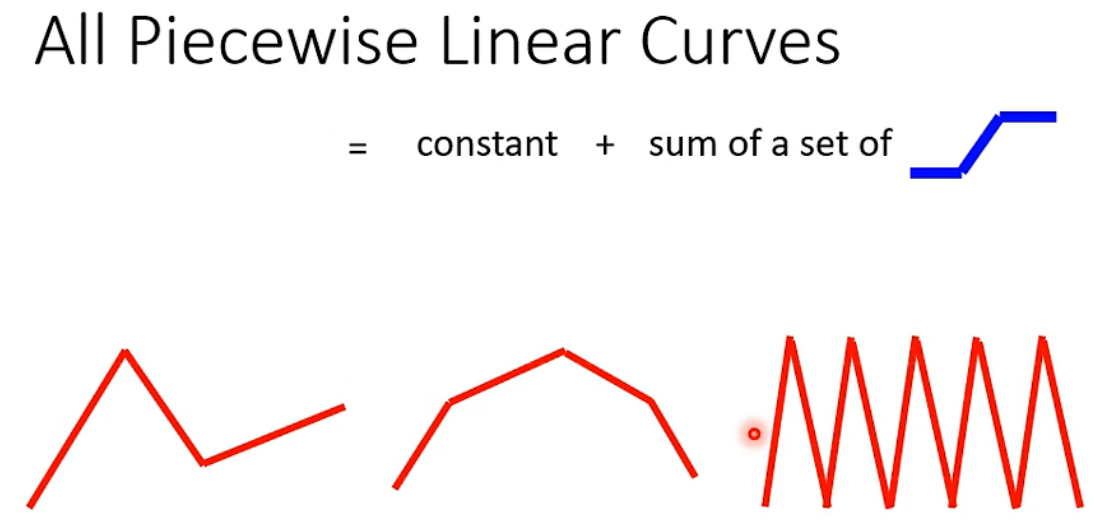 All Piecewise Linear Curves
= constant + sum of a set of